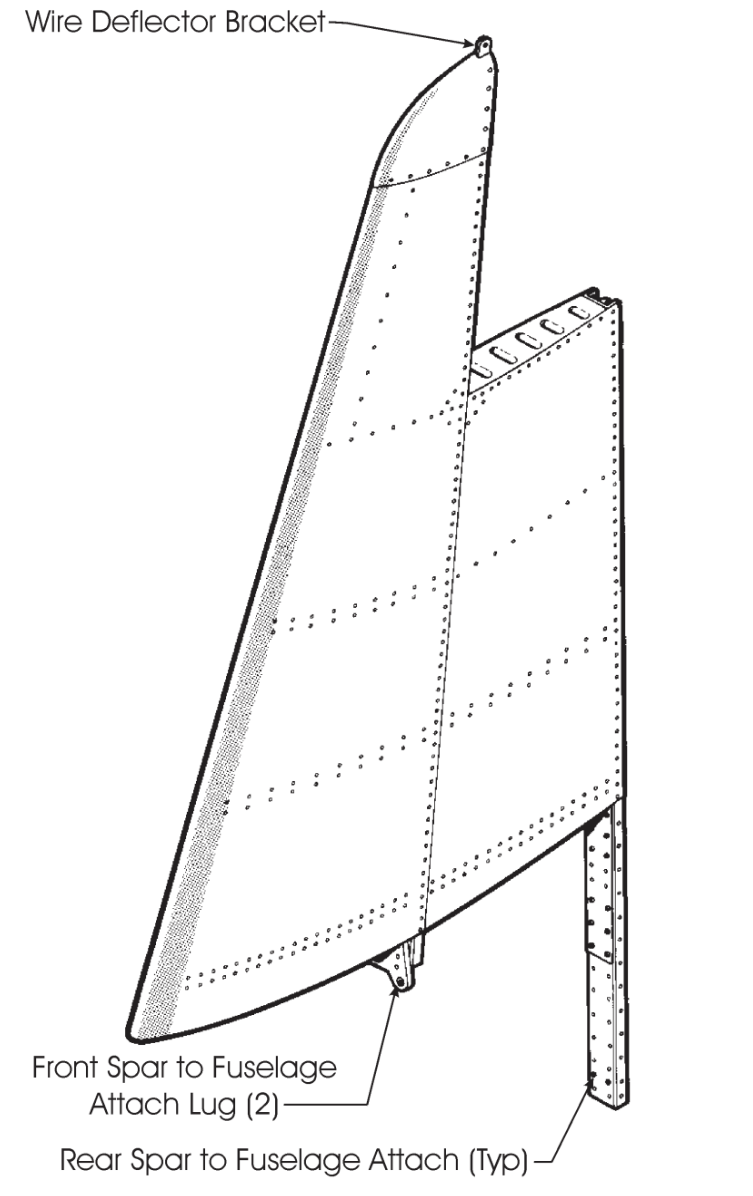 Wire Deflector Bracket
Front Spar to Fuselage
Attach Lug (2)
Rear Spar to Fuselage Attach (Typ)